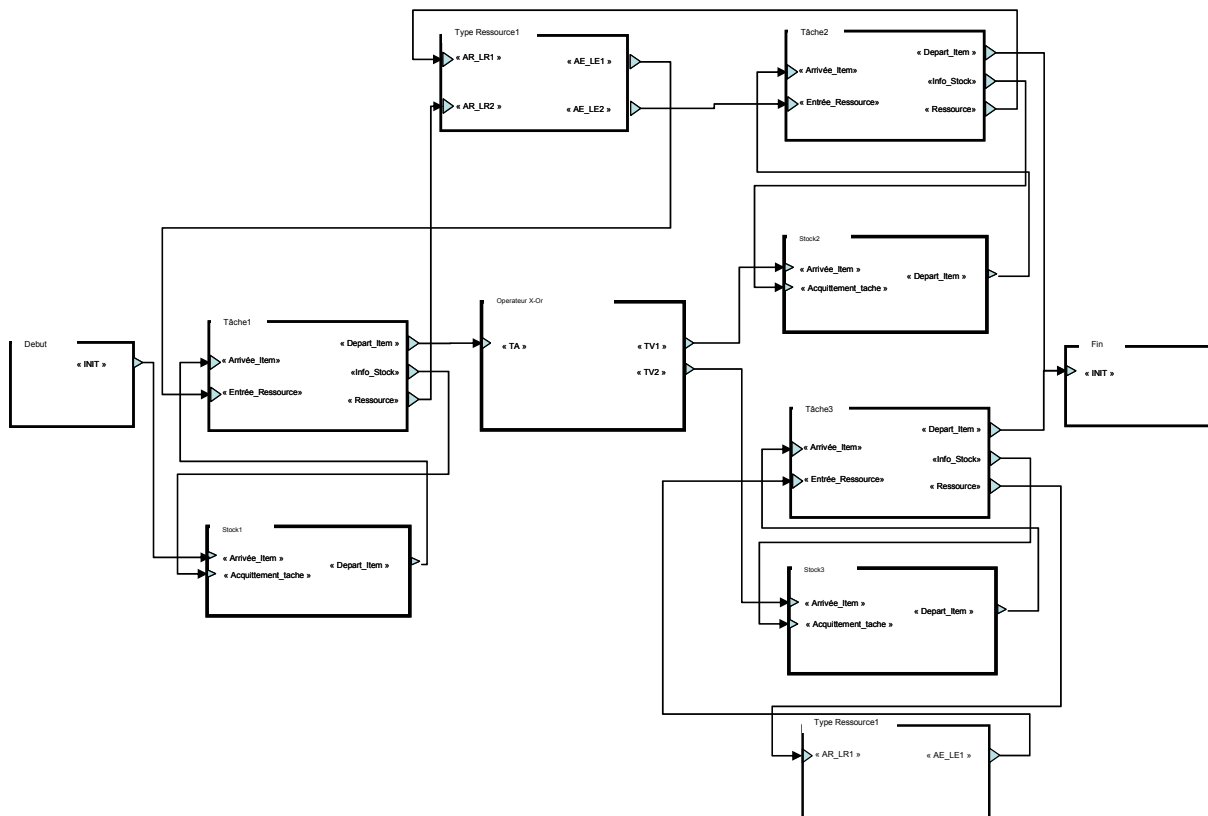 Type Ressource1
« AR_LR1 »
« AE_LE1 »
« AR_LR2 »
« AE_LE2 »
Tâche2
« Depart_Item »
« Arrivée_Item»
«Info_Stock»
« Entrée_Ressource»
« Ressource»
Stock2
« Arrivée_Item »
« Depart_Item »
« Acquittement_tache »
Debut
« INIT »
Tâche1
« Depart_Item »
« Arrivée_Item»
«Info_Stock»
« Entrée_Ressource»
« Ressource»
Operateur X-Or
« TA »
« TV1 »
« TV2 »
Fin
« INIT »
Tâche3
« Depart_Item »
« Arrivée_Item»
«Info_Stock»
« Entrée_Ressource»
« Ressource»
Stock1
« Arrivée_Item »
« Depart_Item »
« Acquittement_tache »
Stock3
« Arrivée_Item »
« Depart_Item »
« Acquittement_tache »
Type Ressource1
« AR_LR1 »
« AE_LE1 »